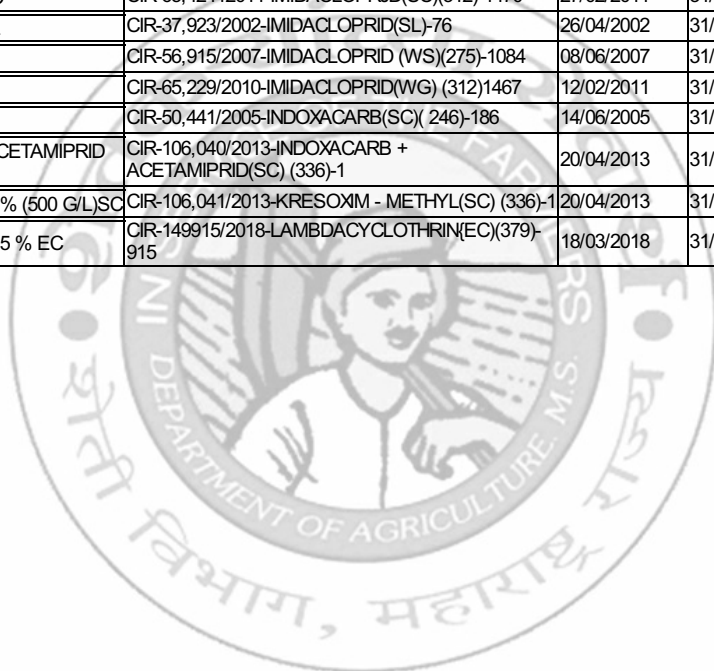 CIR-37,923/2002-IMIDACLOPRID(SL)-76 26/04/2002 31/
CIR-56,915/2007-IMIDACLOPRID (WS)(275)-1084 08/06/2007 31/
CIR-65,229/2010-IMIDACLOPRID(WG) (312)1467 12/02/2011 31/
CIR-50,441/2005-INDOXACARB(SC)( 246)-186 14/06/2005 31/
CETAMIPRID CIR-106,040/2013-INDOXACARB +
ACETAMIPRID(SC) (336)-1 20/04/2013 31/
% (500 G/L)SC CIR-106,041/2013-KRESOXIM - METHYL(SC) (336)-1 20/04/2013 31/
5 % EC CIR-149915/2018-LAMBDACYCLOTHRIN{EC)(379)-
915 18/03/2018 31/
FARMERS
DEPARTMENT OF AGRICULTURE. M.S.
विभाग, महाराष्ट्र राज्य